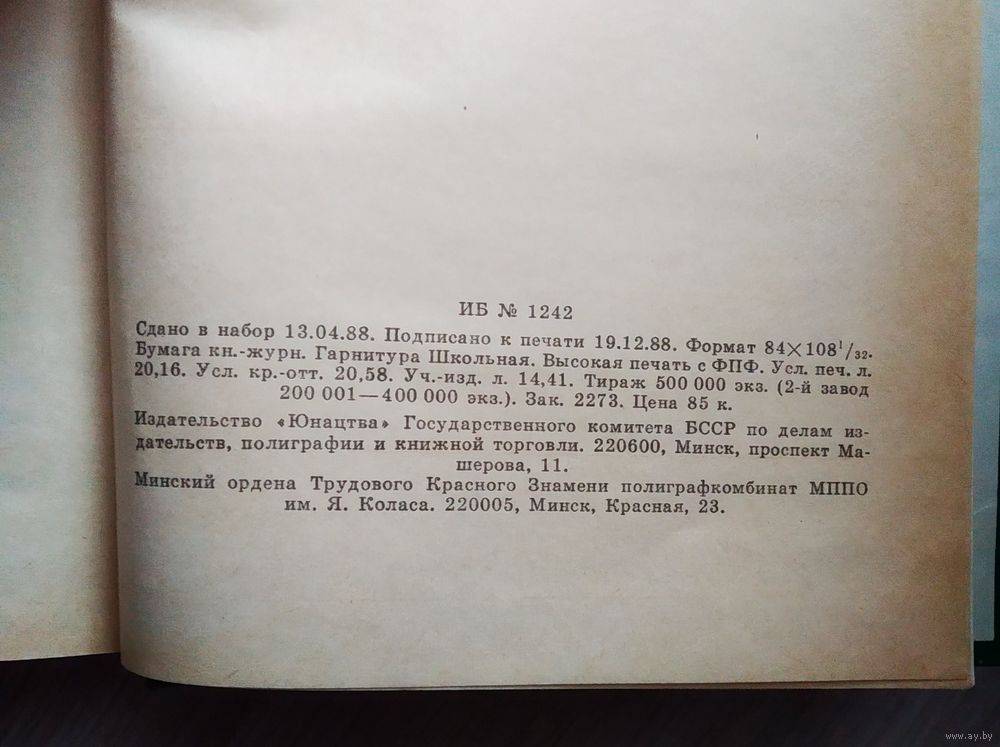 ИБ № 1242
Сдано в набор 13.04.88. Подписано к печати 19.12.88. Формат 84×108¹/₃₂.
Бумага кн.-журн. Гарнитура Школьная. Высокая печать с ФПФ. Усл. печ. л.
20,16. Усл. кр.-отт. 20,58. Уч.-изд. л. 14,41. Тираж 500 000 экз. (2-й завод
200 001—400 000 экз.). Зак. 2273. Цена 85 к.
Издательство «Юнацтва» Государственного комитета БССР по делам из-
дательств, полиграфии и книжной торговли. 220600, Минск, проспект Ма-
шерова, 11.
Минский ордена Трудового Красного Знамени полиграфкомбинат МППО
им. Я. Коласа. 220005, Минск, Красная, 23.
www.ay.by